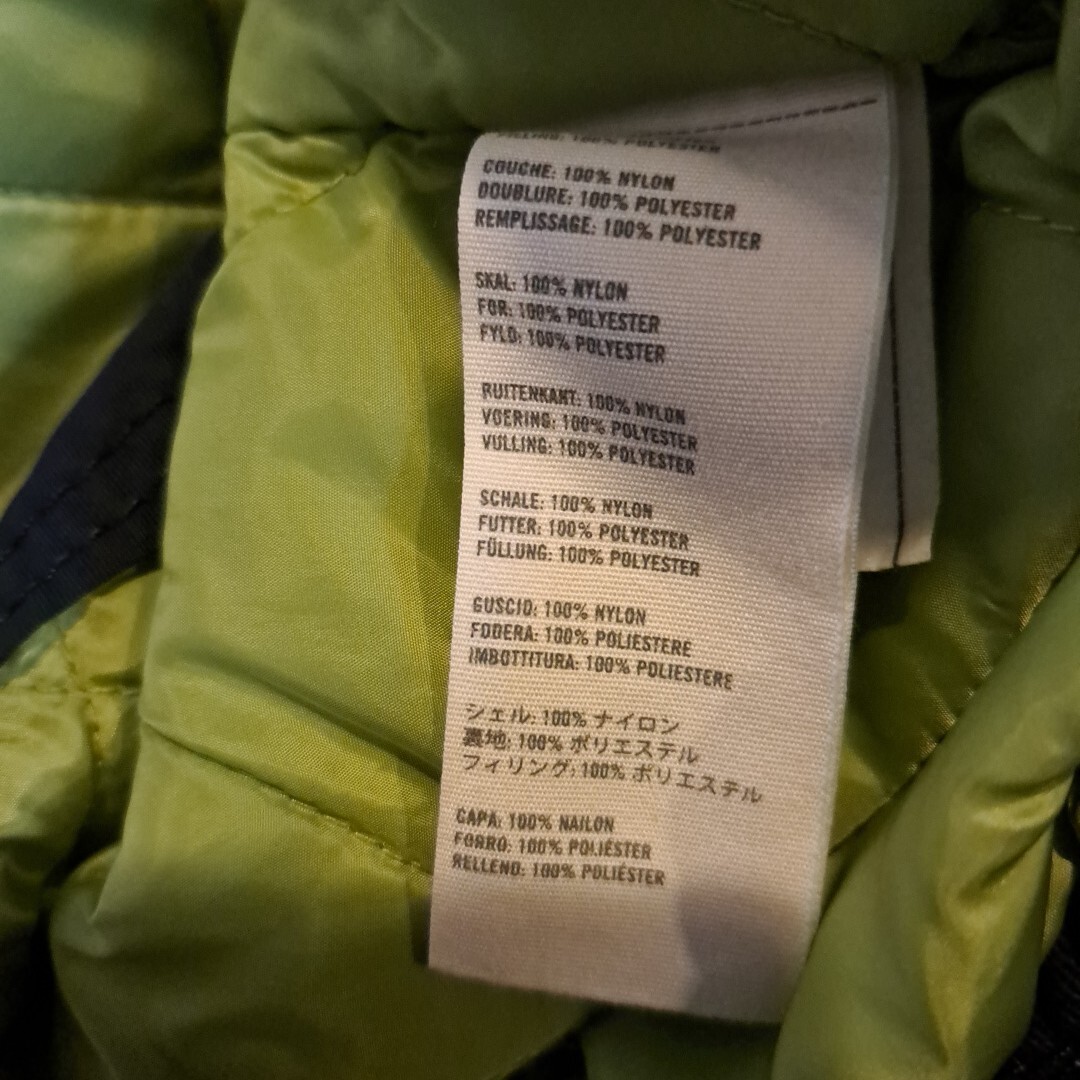 FILLING: 100% POLYESTER
COUCHE: 100% NYLON
DOUBLURE: 100% POLYESTER
REMPLISSAGE: 100% POLYESTER
SKAL: 100% NYLON
FOR: 100% POLYESTER
FYLD: 100% POLYESTER
RUITENKANT: 100% NYLON
VOERING: 100% POLYESTER
VULLING: 100% POLYESTER
SCHALE: 100% NYLON
FUTTER: 100% POLYESTER
FÜLLUNG: 100% POLYESTER
GUSCIO: 100% NYLON
FODERA: 100% POLIESTERE
IMBOTTITURA: 100% POLIESTERE
シェル: 100% ナイロン
裏地: 100% ポリエステル
フィリング: 100% ポリエステル
CAPA: 100% NAILON
FORRO: 100% POLIÉSTER
RELLENO: 100% POLIÉSTER